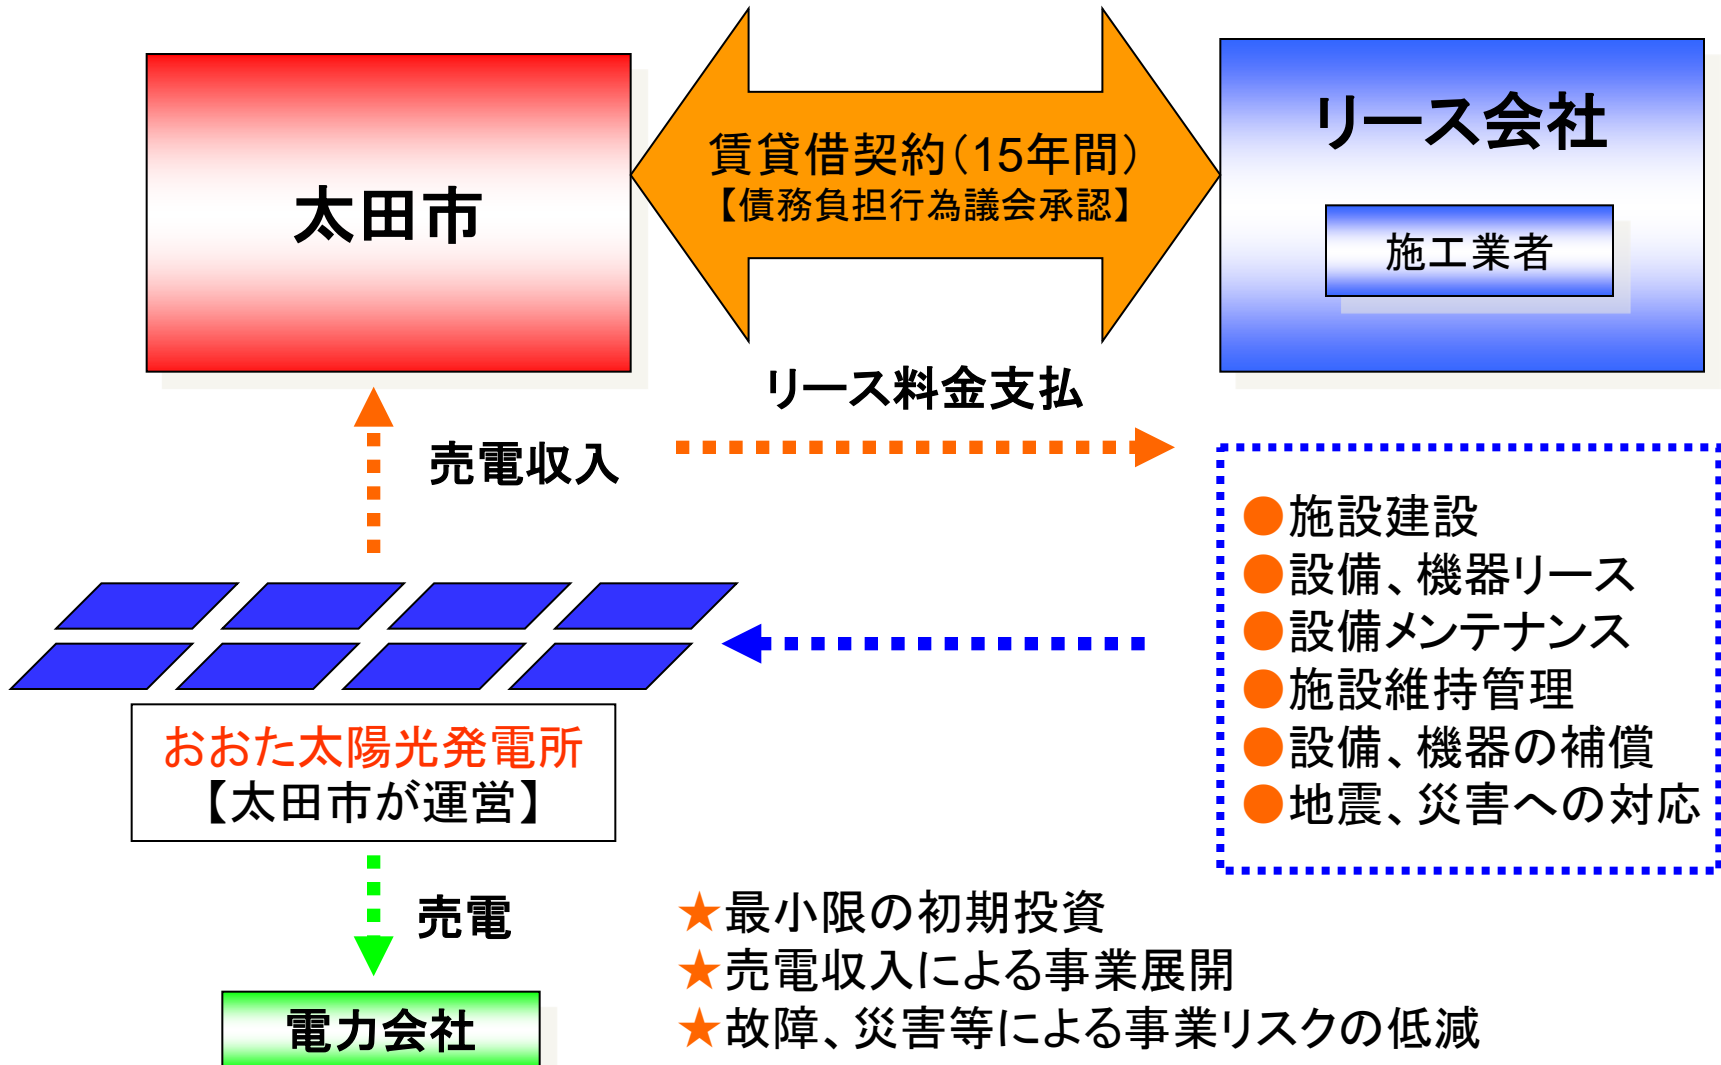 太田市
賃貸借契約（15年間）
【債務負担行為議会承認】
リース会社
施工業者
リース料金支払
売電収入
●施設建設
●設備、機器リース
●設備メンテナンス
●施設維持管理
●設備、機器の補償
●地震、災害への対応
おおた太陽光発電所
【太田市が運営】
売電
電力会社
★最小限の初期投資
★売電収入による事業展開
★故障、災害等による事業リスクの低減